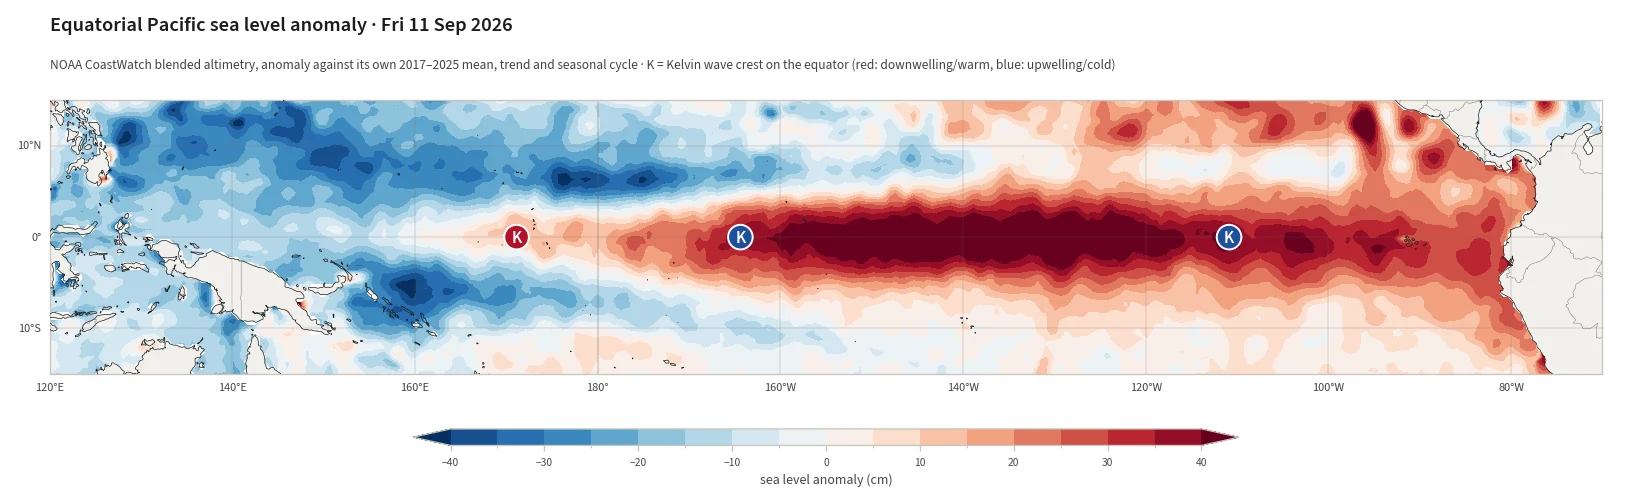 Equatorial Pacific sea level anomaly · Fri 11 Sep 2026
NOAA CoastWatch blended altimetry, anomaly against its own 2017–2025 mean, trend and seasonal cycle · K = Kelvin wave crest on the equator (red: downwelling/warm, blue: upwelling/cold)
10°N
0°
K K K
10°S
120°E 140°E 160°E 180° 160°W 140°W 120°W 100°W 80°W
−40 −30 −20 −10 0 10 20 30 40
sea level anomaly (cm)